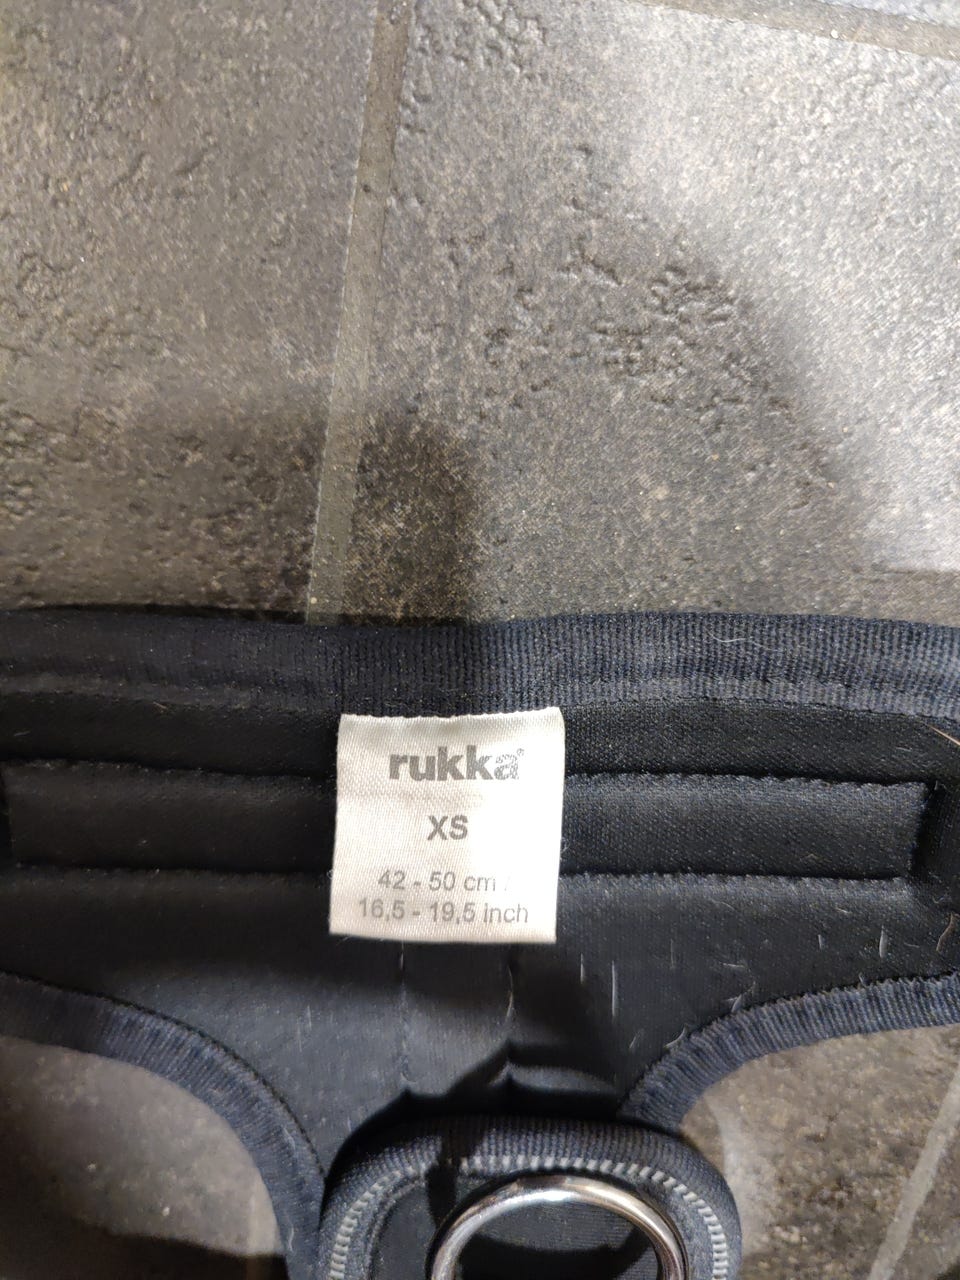 rukka®
XS
42 - 50 cm /
16,5 - 19,5 inch